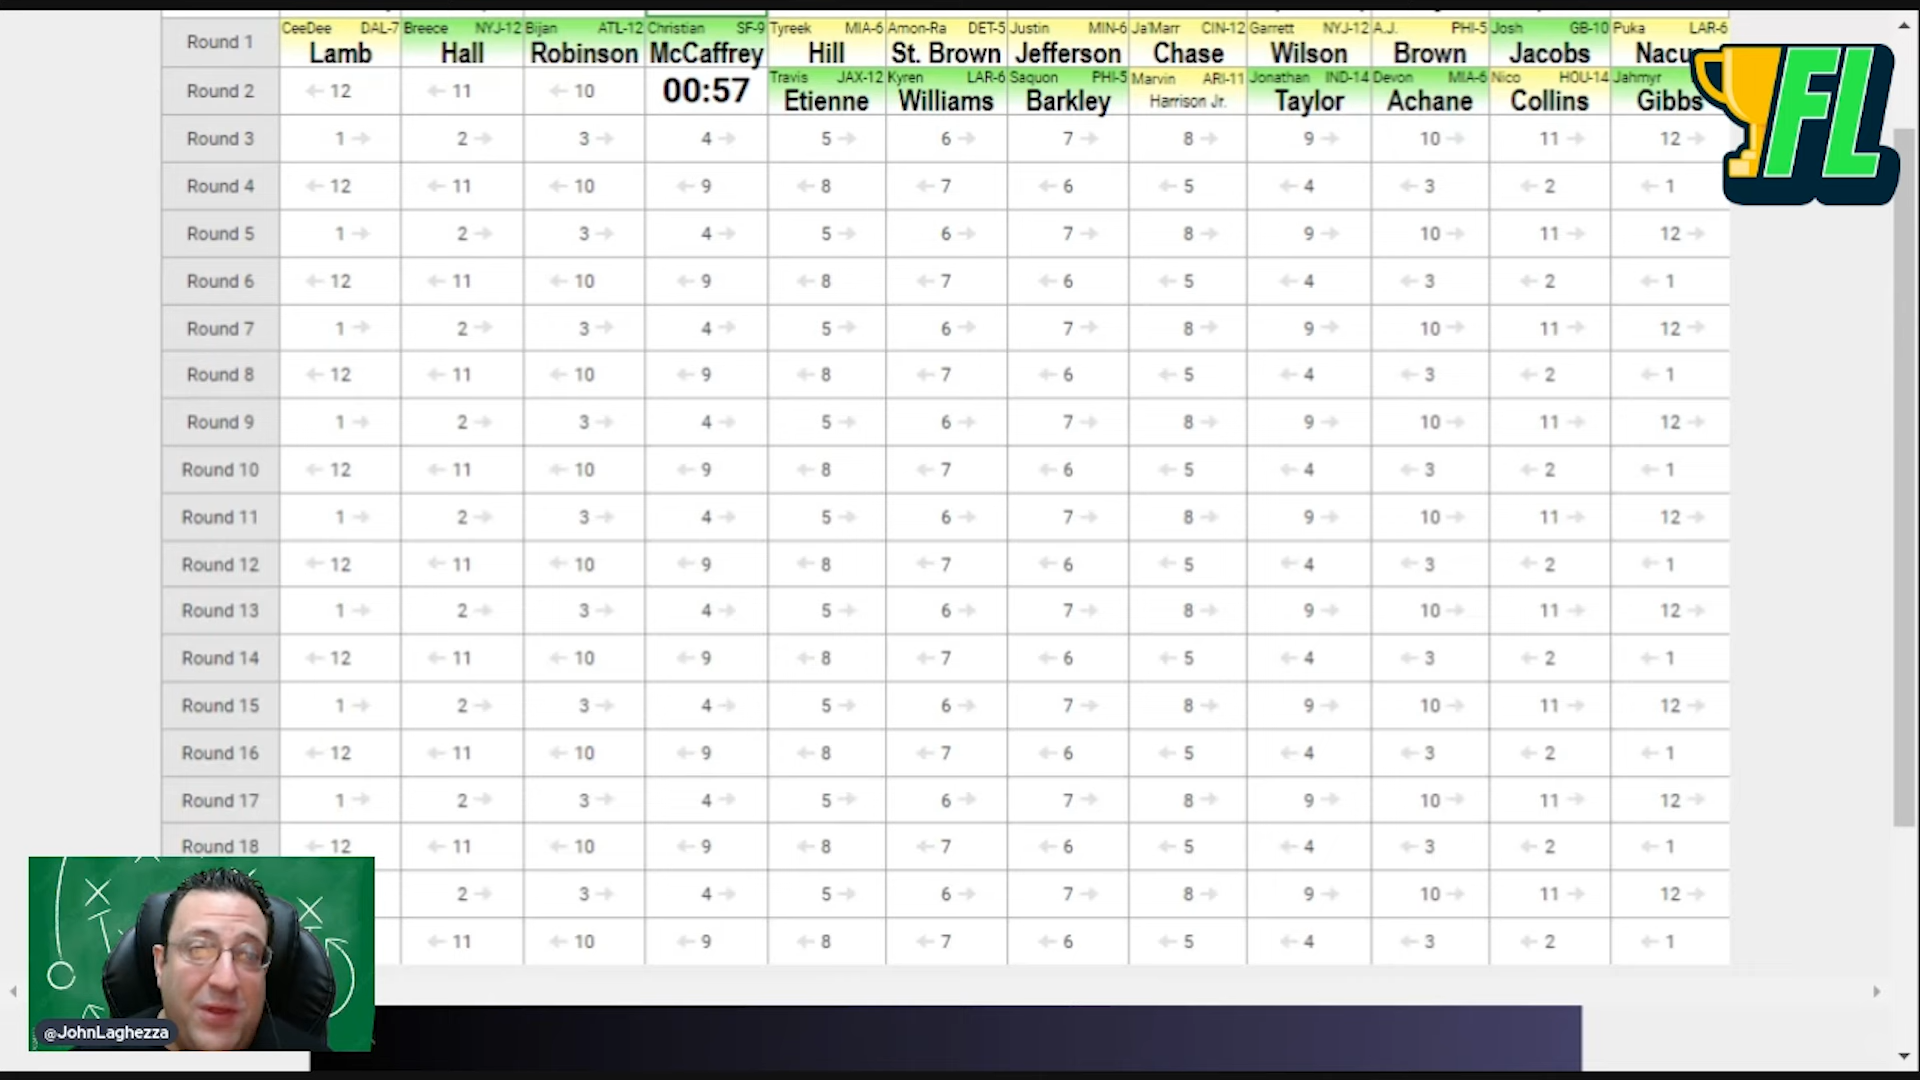 Round 1 CeeDee DAL-7 Lamb Breece NYJ-12 Hall Bijan ATL-12 Robinson Christian SF-9 McCaffrey Tyreek MIA-6 Hill Amon-Ra DET-5 St. Brown Justin MIN-6 Jefferson Ja'Marr CIN-12 Chase Garrett NYJ-12 Wilson A.J. PHI-5 Brown Josh GB-10 Jacobs Puka LAR-6
Round 2 12 11 10 00:57 Travis JAX-12 Etienne Kyren LAR-6 Williams Saquon PHI-5 Barkley Marvin ARI-11 Harrison Jr. Jonathan IND-14 Taylor Devon MIA-6 Achane Nico HOU-14 Collins Jahmyr Gibbs
FL
Round 3 1 2 3 4 5 6 7 8 9 10 11 12
Round 4 12 11 10 9 8 7 6 5 4 3 2 1
Round 5 1 2 3 4 5 6 7 8 9 10 11 12
Round 6 12 11 10 9 8 7 6 5 4 3 2 1
Round 7 1 2 3 4 5 6 7 8 9 10 11 12
Round 8 12 11 10 9 8 7 6 5 4 3 2 1
Round 9 1 2 3 4 5 6 7 8 9 10 11 12
Round 10 12 11 10 9 8 7 6 5 4 3 2 1
Round 11 1 2 3 4 5 6 7 8 9 10 11 12
Round 12 12 11 10 9 8 7 6 5 4 3 2 1
Round 13 1 2 3 4 5 6 7 8 9 10 11 12
Round 14 12 11 10 9 8 7 6 5 4 3 2 1
Round 15 1 2 3 4 5 6 7 8 9 10 11 12
Round 16 12 11 10 9 8 7 6 5 4 3 2 1
Round 17 1 2 3 4 5 6 7 8 9 10 11 12
Round 18 12 11 10 9 8 7 6 5 4 3 2 1
2 3 4 5 6 7 8 9 10 11 12
11 10 9 8 7 6 5 4 3 2 1
@JohnLaghezza